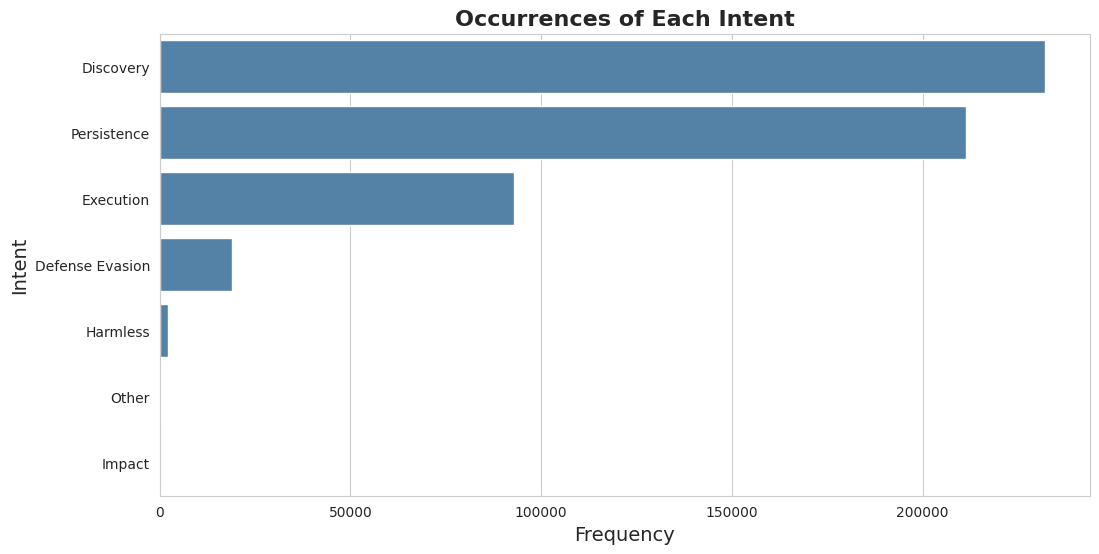 Occurrences of Each Intent
Intent
Discovery
Persistence
Execution
Defense Evasion
Harmless
Other
Impact
0 50000 100000 150000 200000
Frequency